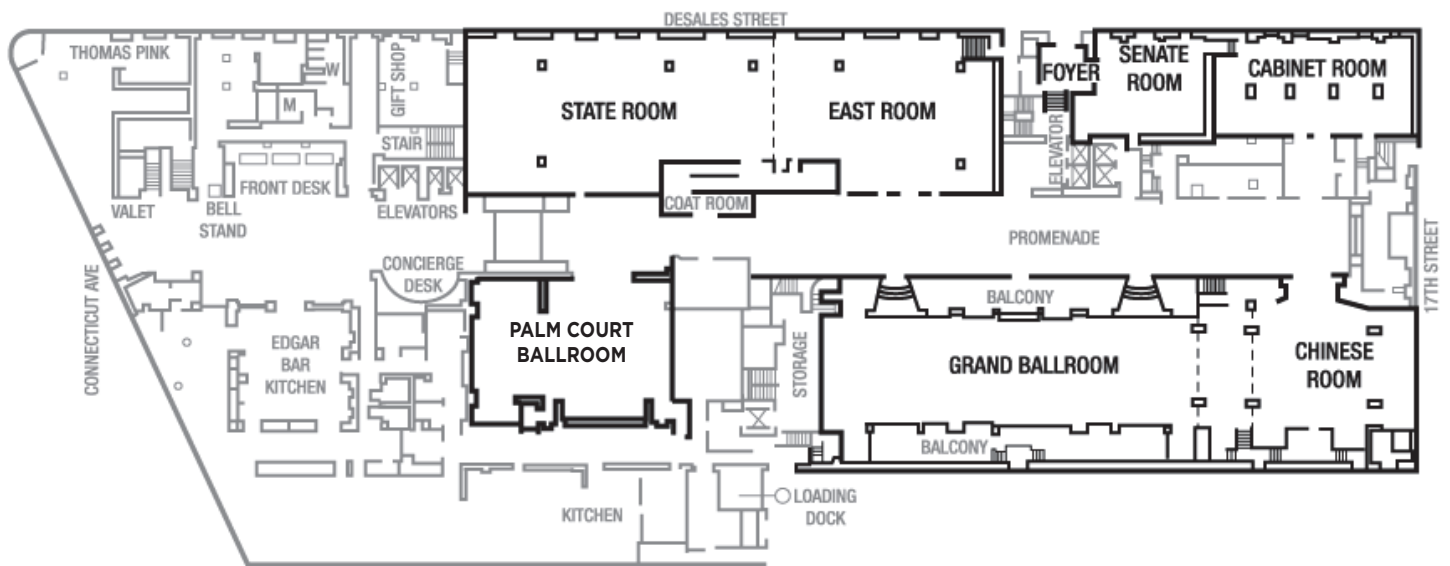 DESALES STREET
THOMAS PINK
W
M
GIFT SHOP
STAIR
STATE ROOM
EAST ROOM
FOYER
SENATE
ROOM
CABINET ROOM
ELEVATOR
FRONT DESK
VALET
BELL
STAND
ELEVATORS
COAT ROOM
PROMENADE
17TH STREET
CONNECTICUT AVE
CONCIERGE
DESK
EDGAR
BAR
KITCHEN
PALM COURT
BALLROOM
STORAGE
BALCONY
GRAND BALLROOM
CHINESE
ROOM
BALCONY
KITCHEN
LOADING
DOCK